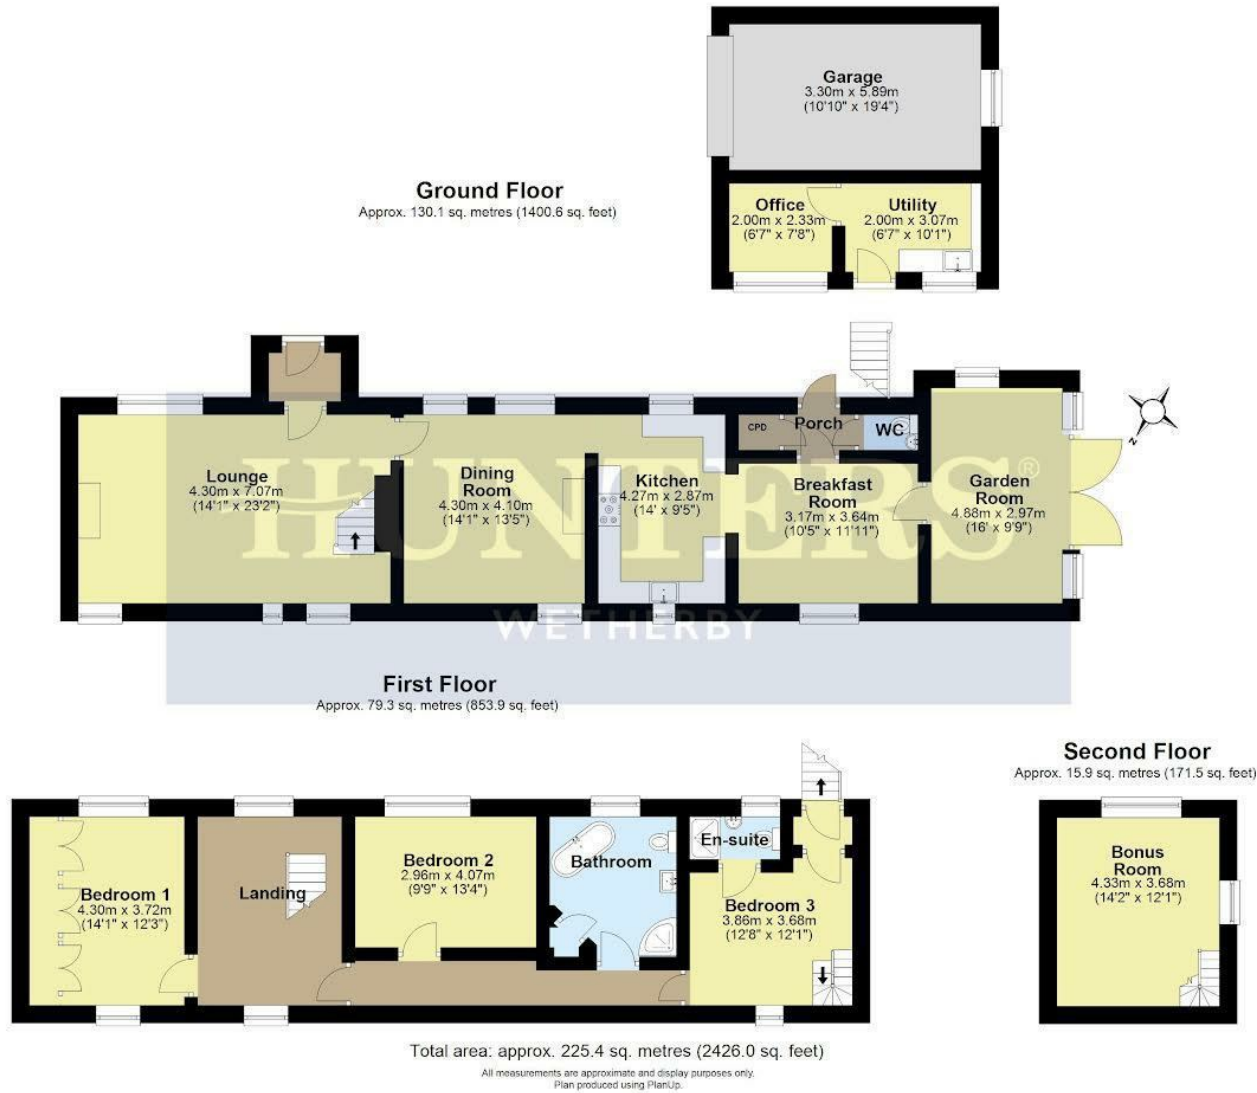 Garage
3.30m x 5.89m
(10'10" x 19'4")
Ground Floor
Approx. 130.1 sq. metres (1400.6 sq. feet)
Office
2.00m x 2.33m
(6'7" x 7'8")
Utility
2.00m x 3.07m
(6'7" x 10'1")
Lounge
4.30m x 7.07m
(14'1" x 23'2")
Dining
Room
4.30m x 4.10m
(14'1" x 13'5")
Kitchen
4.27m x 2.87m
(14' x 9'5")
CPD
Porch
WC
Breakfast
Room
3.17m x 3.64m
(10'5" x 11'11")
Garden
Room
4.88m x 2.97m
(16' x 9'9")
N
HUNTERS®
WETHERBY
First Floor
Approx. 79.3 sq. metres (853.9 sq. feet)
Bedroom 1
4.30m x 3.72m
(14'1" x 12'3")
Landing
Bedroom 2
2.96m x 4.07m
(9'9" x 13'4")
Bathroom
En-suite
Bedroom 3
3.86m x 3.68m
(12'8" x 12'1")
Second Floor
Approx. 15.9 sq. metres (171.5 sq. feet)
Bonus
Room
4.33m x 3.68m
(14'2" x 12'1")
Total area: approx. 225.4 sq. metres (2426.0 sq. feet)
All measurements are approximate and display purposes only.
Plan produced using PlanUp.